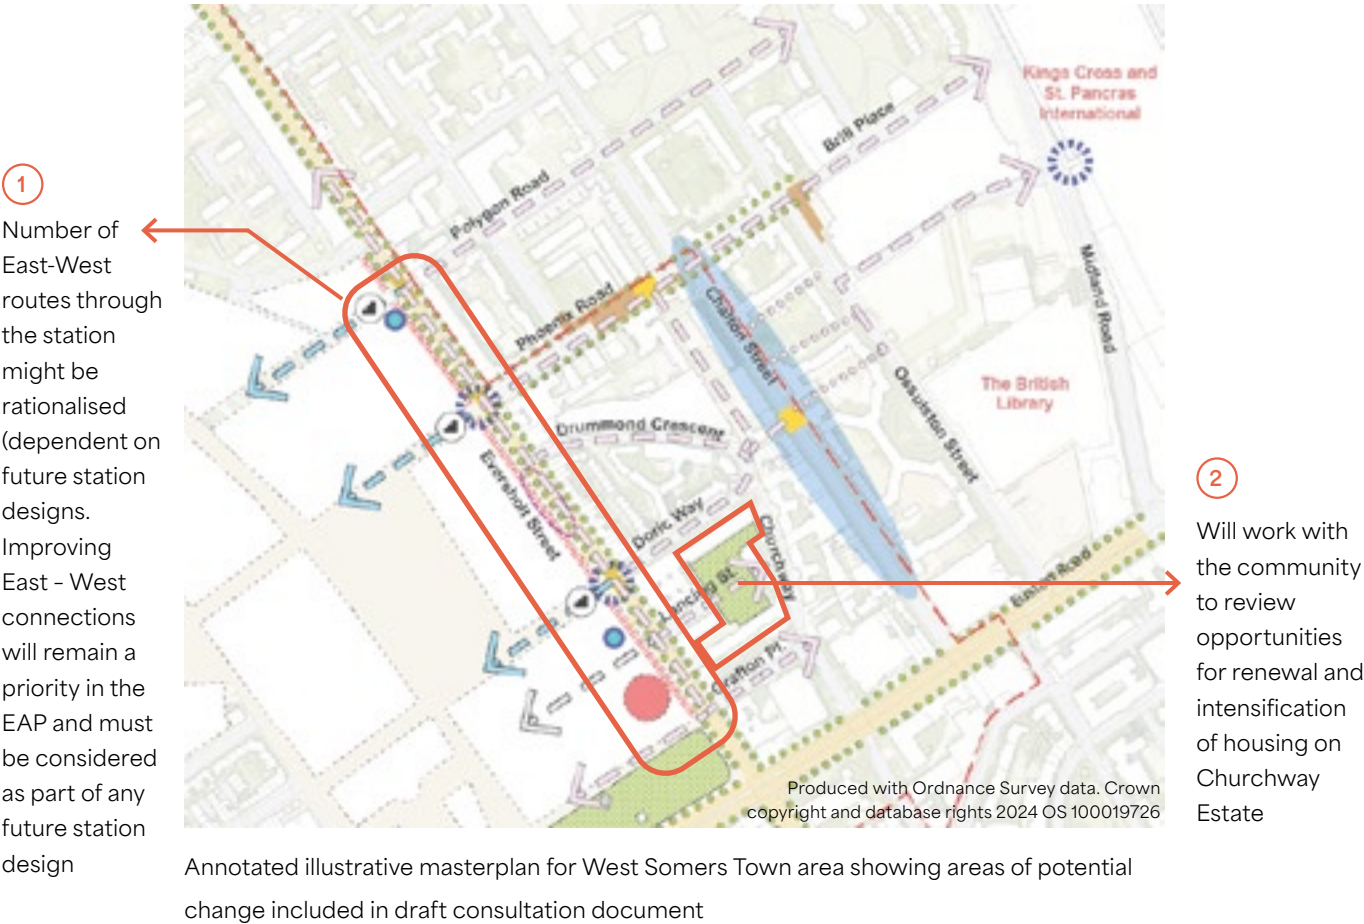 1
Number of
East-West
routes through
the station
might be
rationalised
(dependent on
future station
designs.
Improving
East – West
connections
will remain a
priority in the
EAP and must
be considered
as part of any
future station
design
Kings Cross and
St. Pancras
International
Brill Place
Polygon Road
Midland Road
Phoenix Road
Chalton Street
The British
Library
Ossulston Street
Drummond Crescent
Eversholt Street
Doric Way
Churchway
Lancing St
Euston Road
Grafton Pl
2
Will work with
the community
to review
opportunities
for renewal and
intensification
of housing on
Churchway
Estate
Produced with Ordnance Survey data. Crown
copyright and database rights 2024 OS 100019726
Annotated illustrative masterplan for West Somers Town area showing areas of potential
change included in draft consultation document